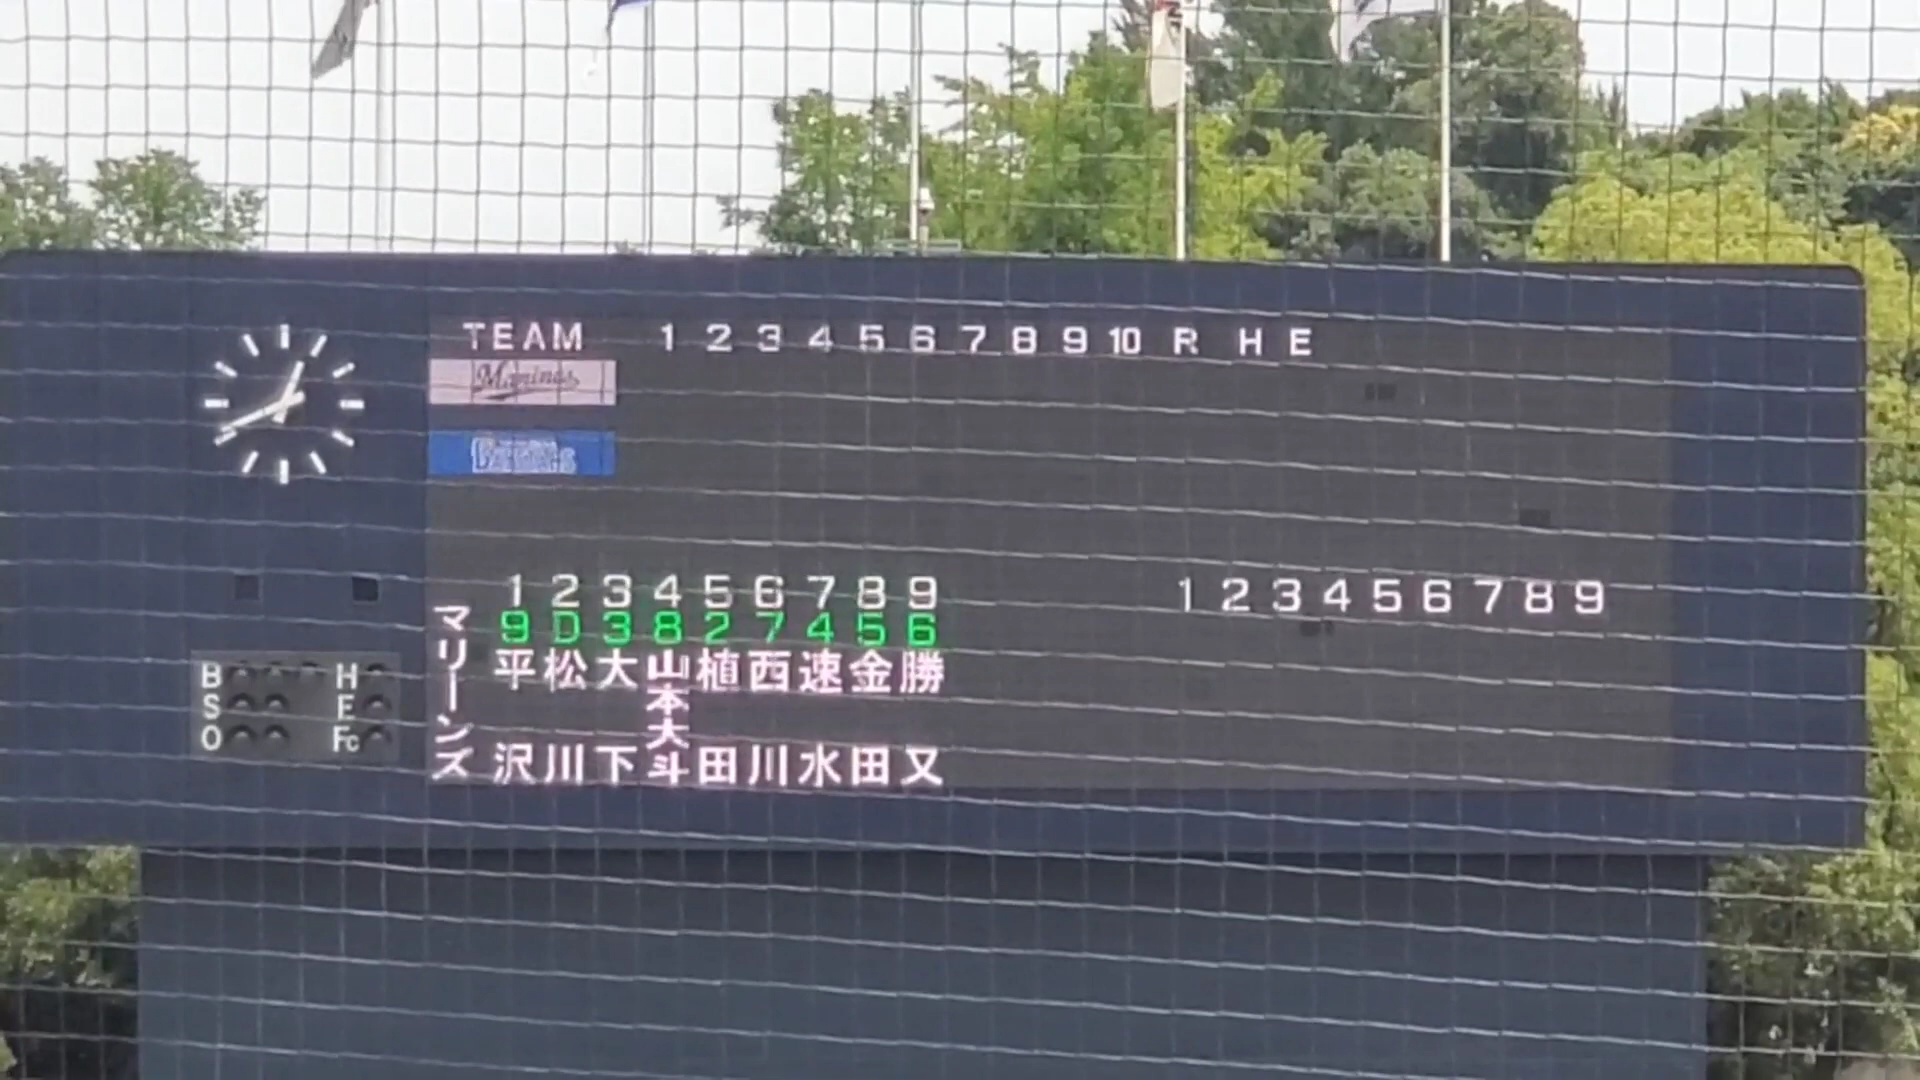 TEAM 1 2 3 4 5 6 7 8 9 10 R H E
Marines
1 2 3 4 5 6 7 8 9
9 D 3 8 2 7 4 5 6
マリーンズ
平沢
松川
大下
山本大斗
植田
西川
速水
金田
勝又
1 2 3 4 5 6 7 8 9
B H
S E
O Fc